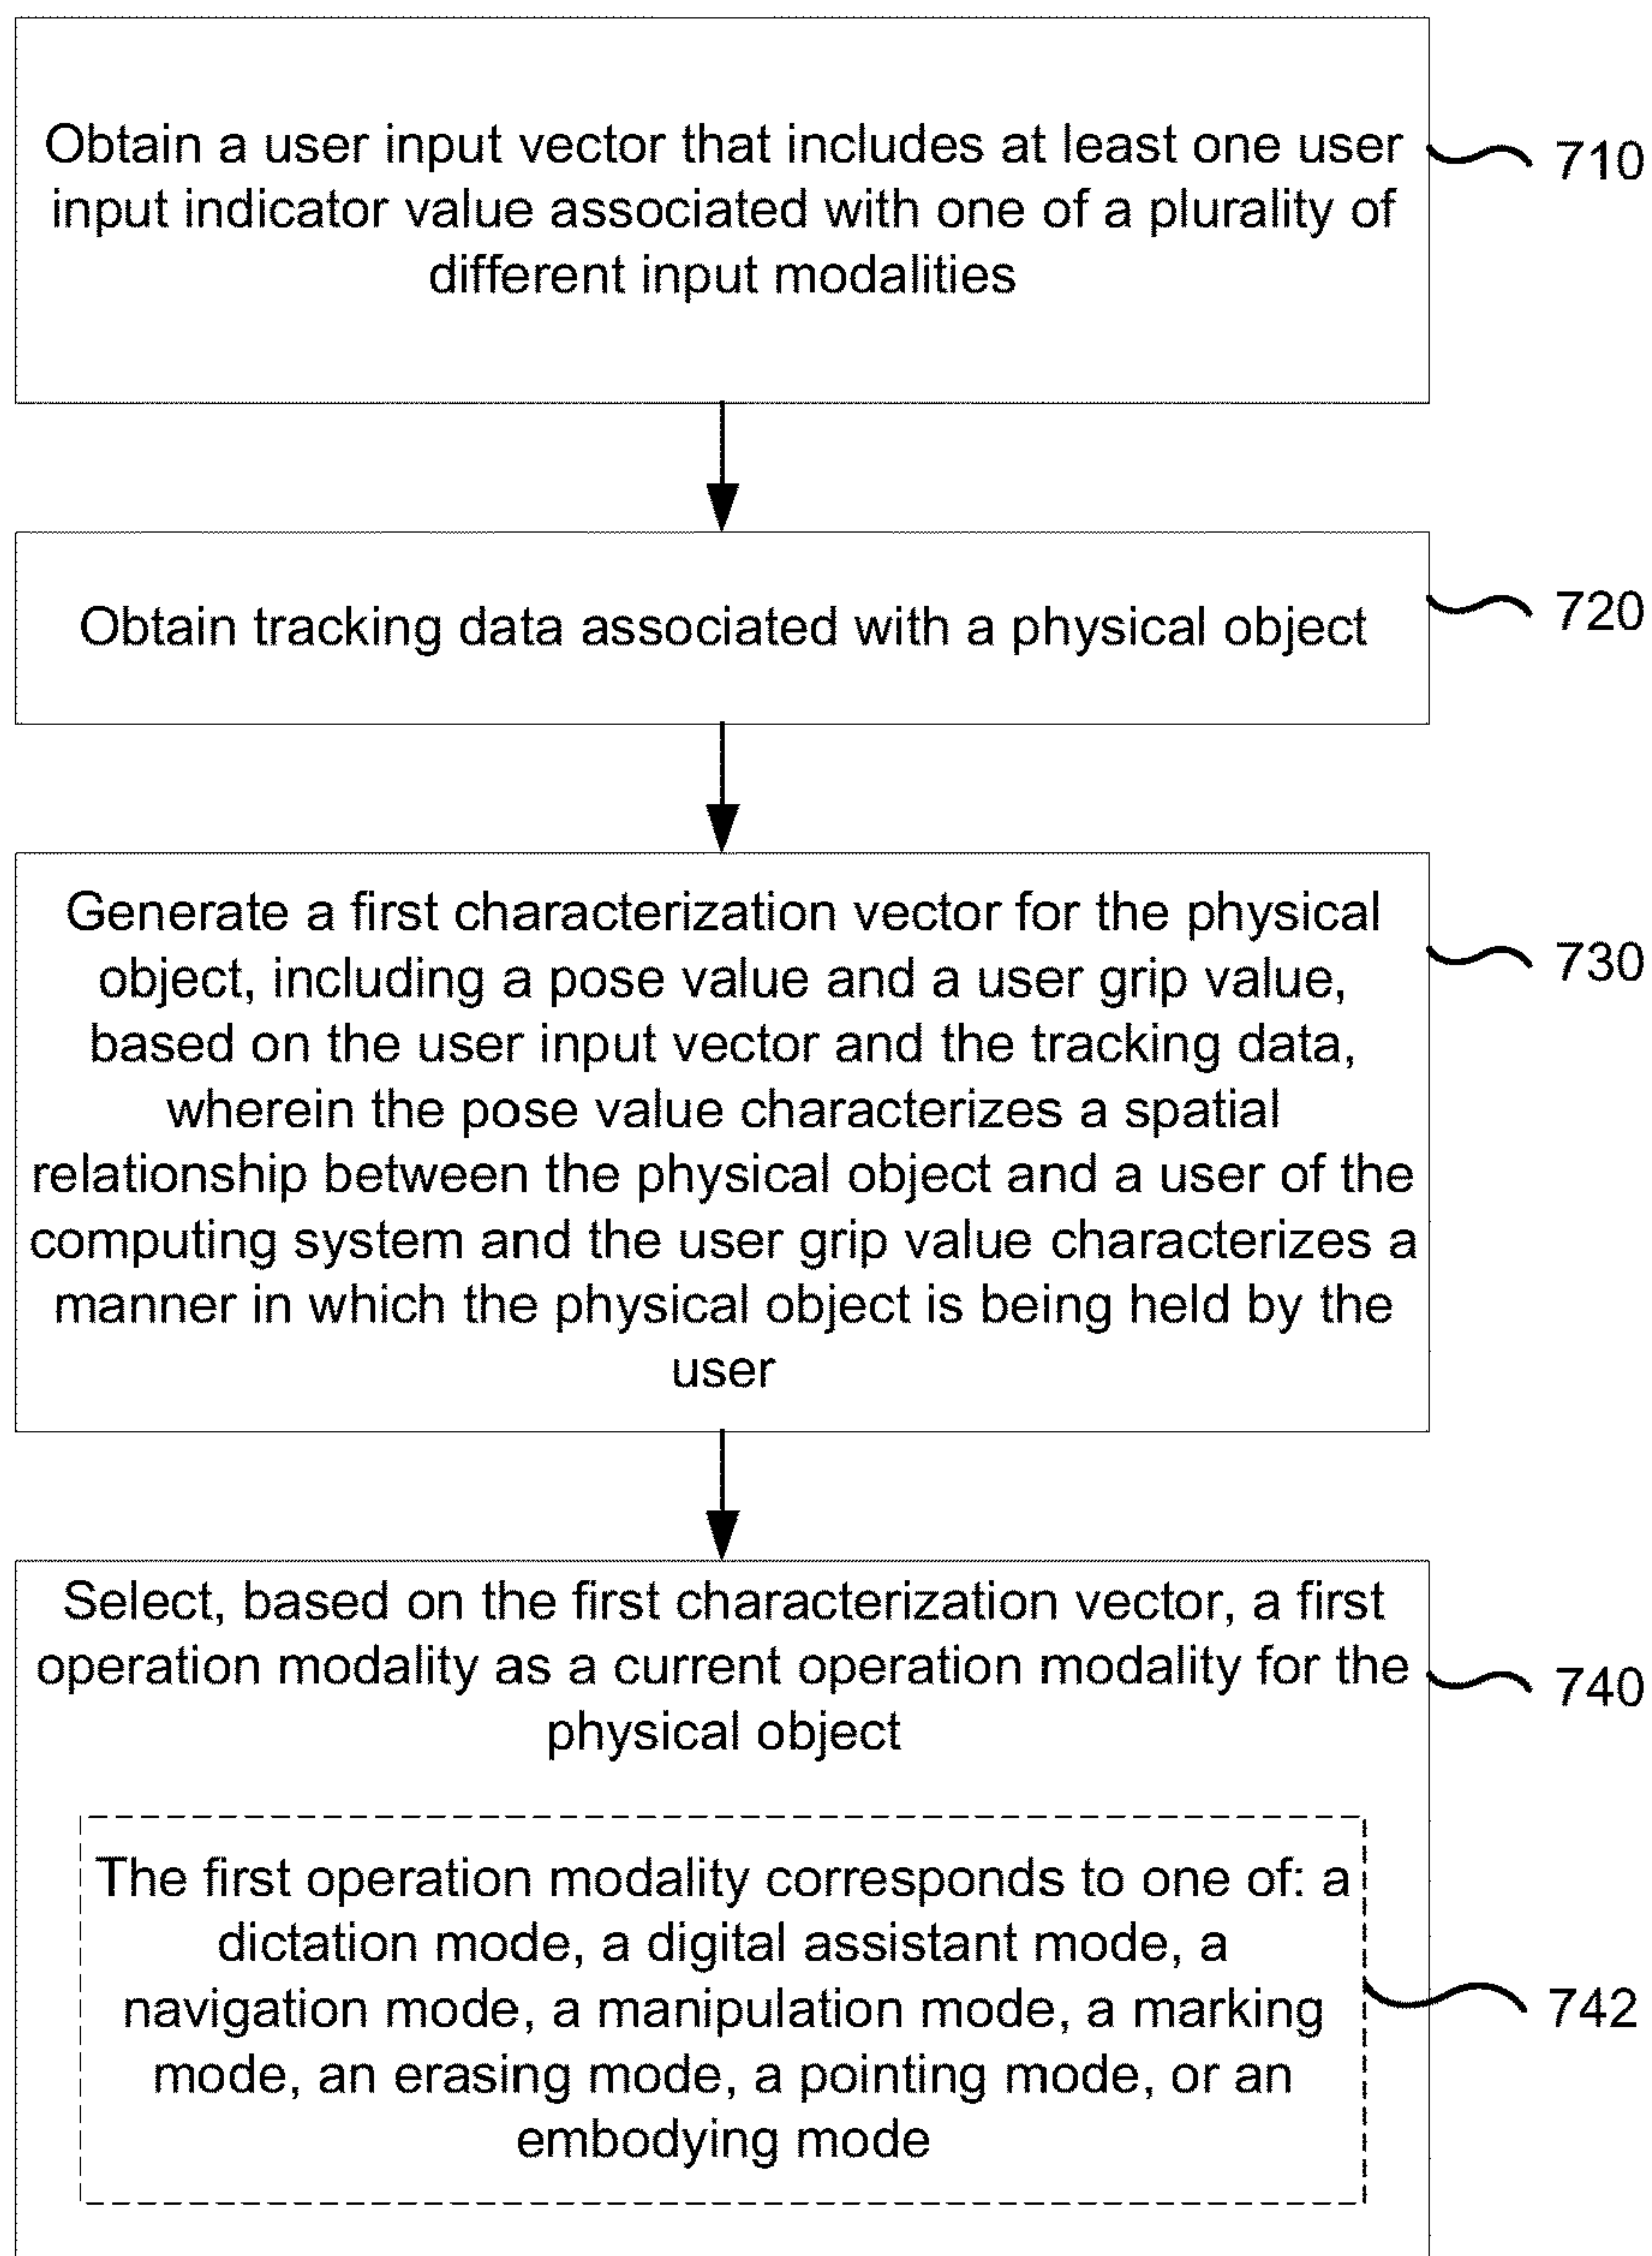 Obtain a user input vector that includes at least one user
input indicator value associated with one of a plurality of
different input modalities
710
Obtain tracking data associated with a physical object
720
Generate a first characterization vector for the physical
object, including a pose value and a user grip value,
based on the user input vector and the tracking data,
wherein the pose value characterizes a spatial
relationship between the physical object and a user of the
computing system and the user grip value characterizes a
manner in which the physical object is being held by the
user
730
Select, based on the first characterization vector, a first
operation modality as a current operation modality for the
physical object
740
The first operation modality corresponds to one of: a
dictation mode, a digital assistant mode, a
navigation mode, a manipulation mode, a marking
mode, an erasing mode, a pointing mode, or an
embodying mode
742